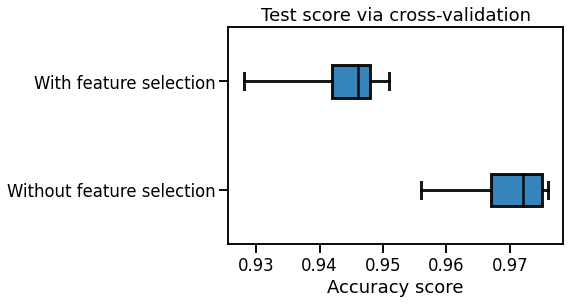 Test score via cross-validation
With feature selection
Without feature selection
0.93 0.94 0.95 0.96 0.97
Accuracy score